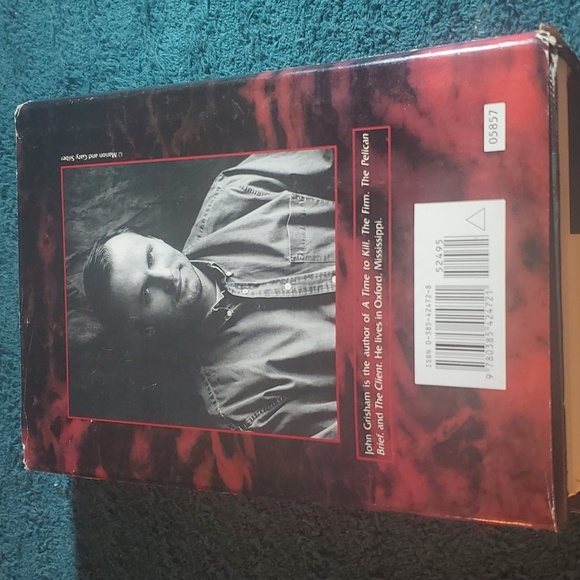 © Marion and Gary Silber
John Grisham is the author of A Time to Kill, The Firm, The Pelican
Brief, and The Client. He lives in Oxford, Mississippi.
52495
ISBN 0-385-42472-8
9 780385 424721
05857